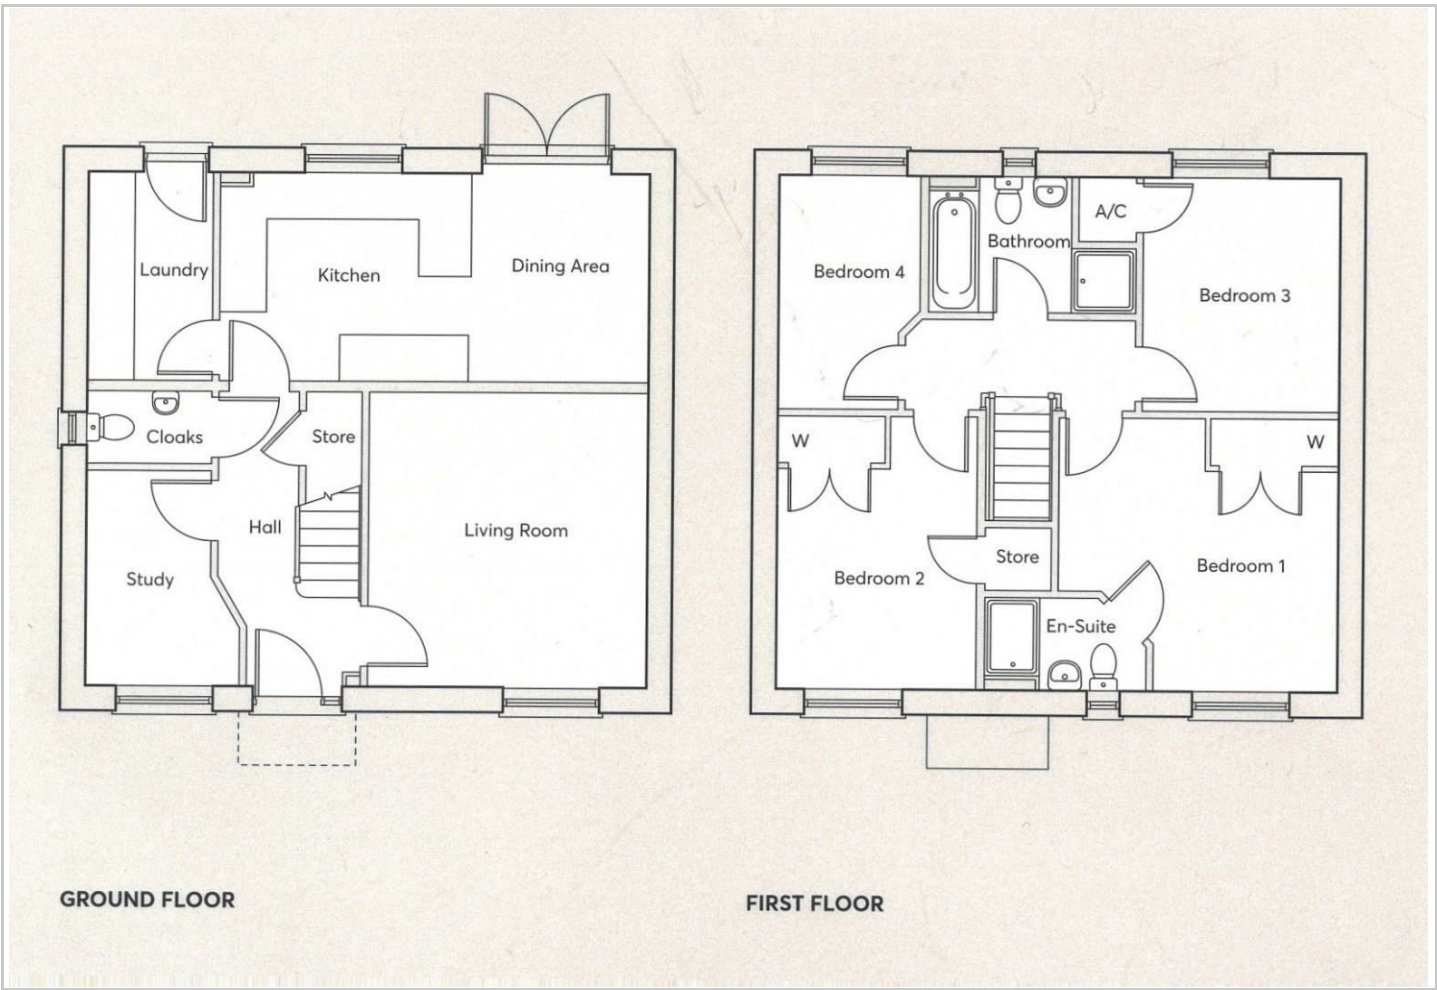 Laundry
Kitchen
Dining Area
Cloaks
Store
Hall
Living Room
Study
GROUND FLOOR
A/C
Bathroom
Bedroom 4
Bedroom 3
W
W
Store
Bedroom 2
Bedroom 1
En-Suite
FIRST FLOOR